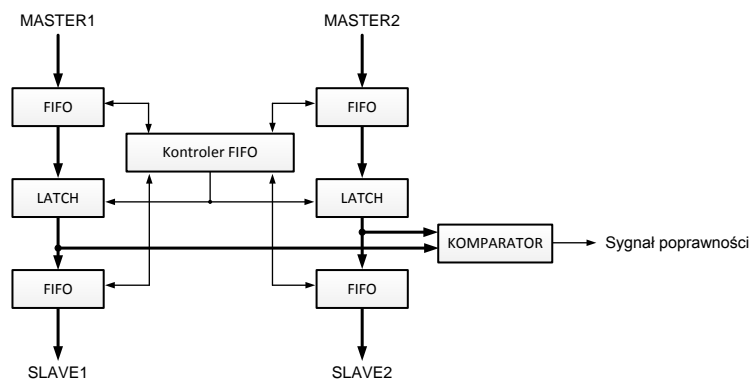 MASTER1
MASTER2
FIFO
FIFO
Kontroler FIFO
LATCH
LATCH
KOMPARATOR
Sygnał poprawności
FIFO
FIFO
SLAVE1
SLAVE2